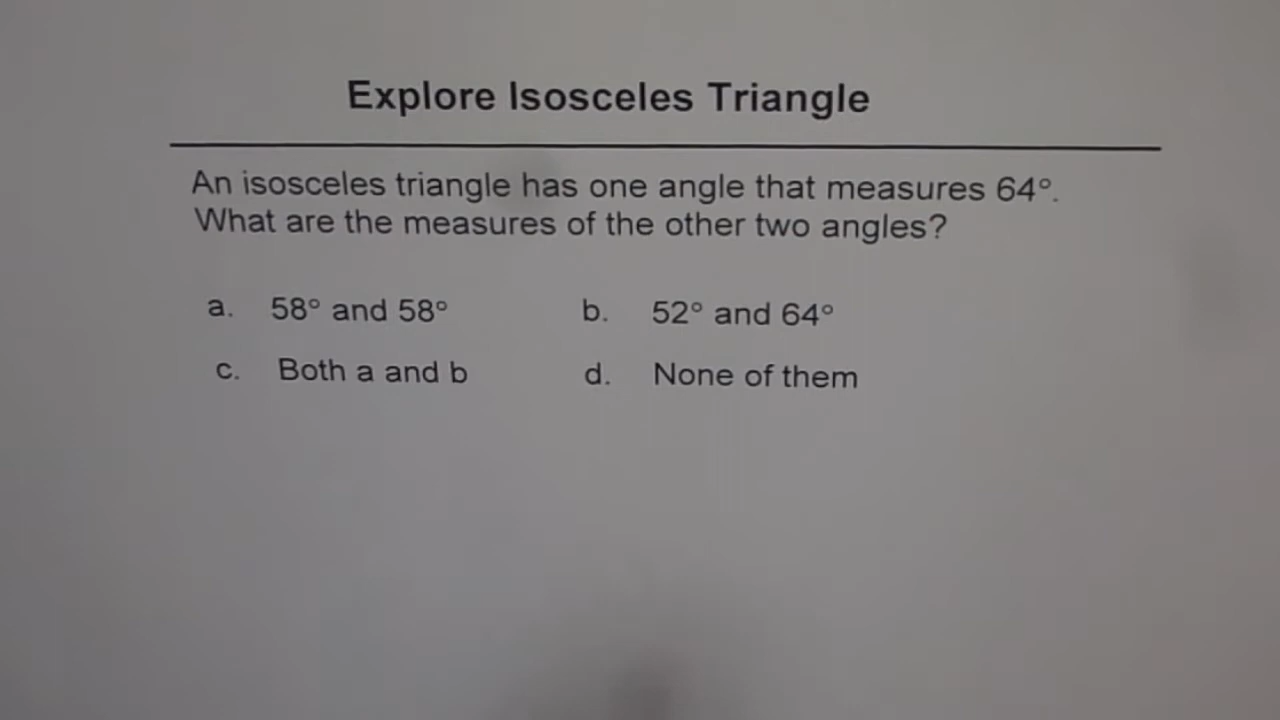 Explore Isosceles Triangle
An isosceles triangle has one angle that measures 64°.
What are the measures of the other two angles?
a. 58° and 58° b. 52° and 64°
c. Both a and b d. None of them